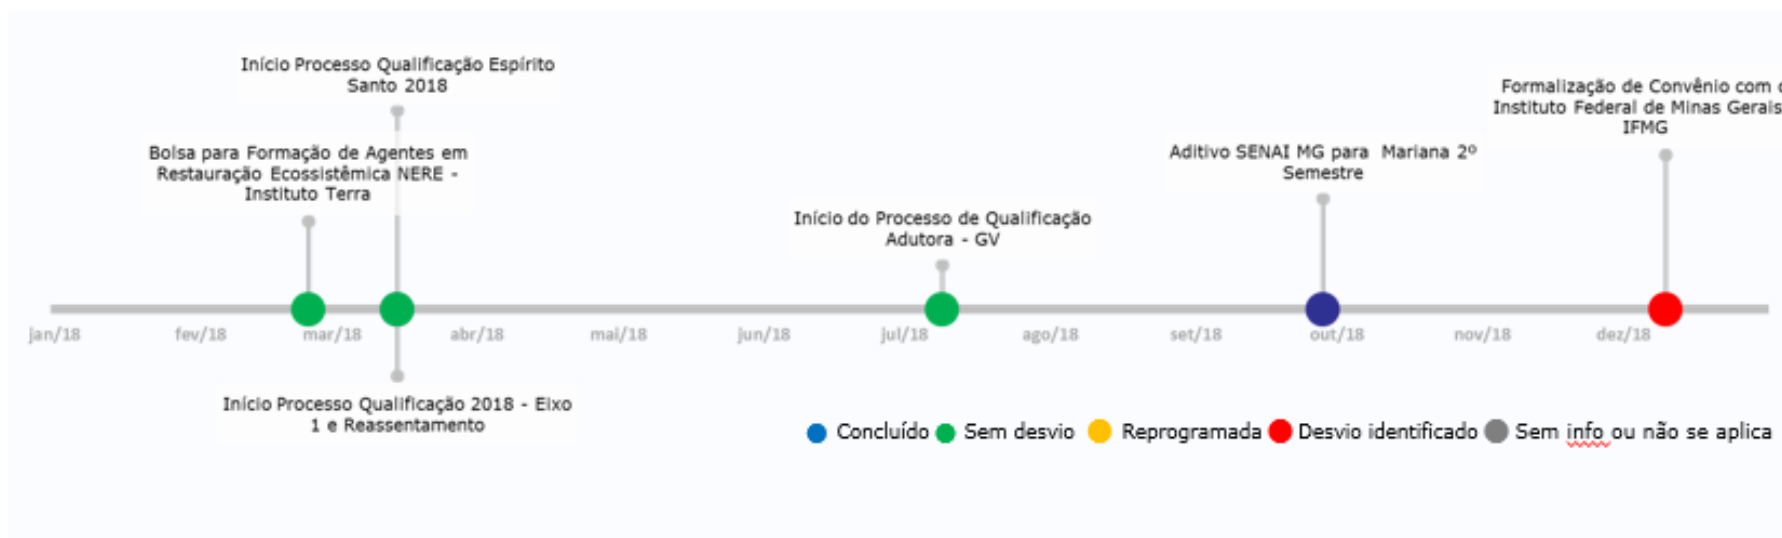 Início Processo Qualificação Espírito
Santo 2018
Bolsa para Formação de Agentes em
Restauração Ecossistêmica NERE -
Instituto Terra
Início do Processo de Qualificação
Adutora - GV
Aditivo SENAI MG para Mariana 2º
Semestre
Formalização de Convênio com
Instituto Federal de Minas Gerais
IFMG
jan/18 fev/18 mar/18 abr/18 mai/18 jun/18 jul/18 ago/18 set/18 out/18 nov/18 dez/18
Início Processo Qualificação 2018 - Eixo
1 e Reassentamento
Concluído Sem desvio Reprogramada Desvio identificado Sem info ou não se aplica